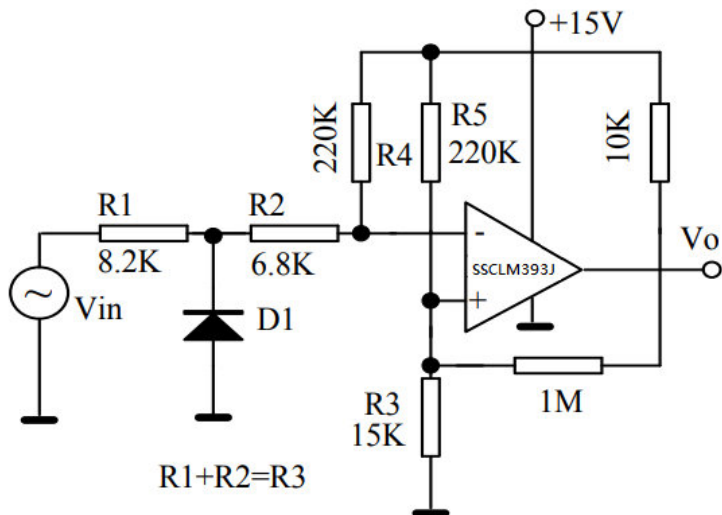 +15V
220K
R4
R5
220K
10K
R1
8.2K
R2
6.8K
Vin
D1
-
SSCLM393J
+
Vo
1M
R3
15K
R1+R2=R3